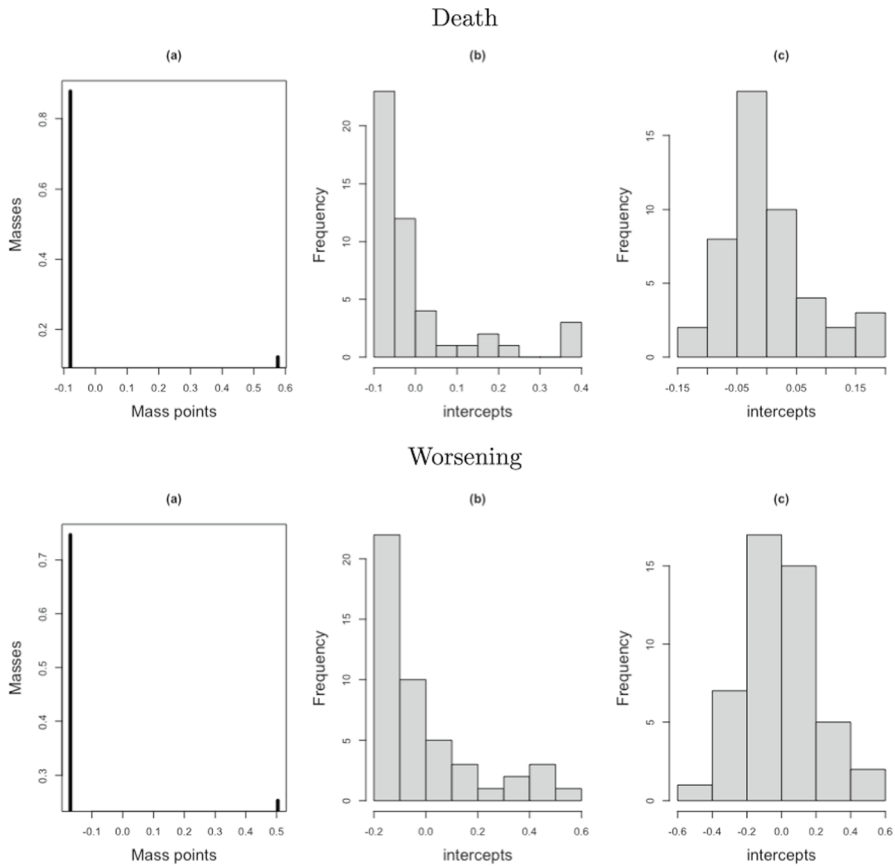 Death
(a) (b) (c)
Masses
0.2 0.4 0.6 0.8
-0.1 0.0 0.1 0.2 0.3 0.4 0.5 0.6
Mass points
Frequency
0 5 10 15 20
-0.1 0.0 0.1 0.2 0.3 0.4
intercepts
Frequency
0 5 10 15
-0.15 -0.05 0.05 0.15
intercepts
Worsening
(a) (b) (c)
Masses
0.3 0.4 0.5 0.6 0.7
-0.1 0.0 0.1 0.2 0.3 0.4 0.5
Mass points
Frequency
0 5 10 15 20
-0.2 0.0 0.2 0.4 0.6
intercepts
Frequency
0 5 10 15
-0.6 -0.4 -0.2 0.0 0.2 0.4 0.6
intercepts